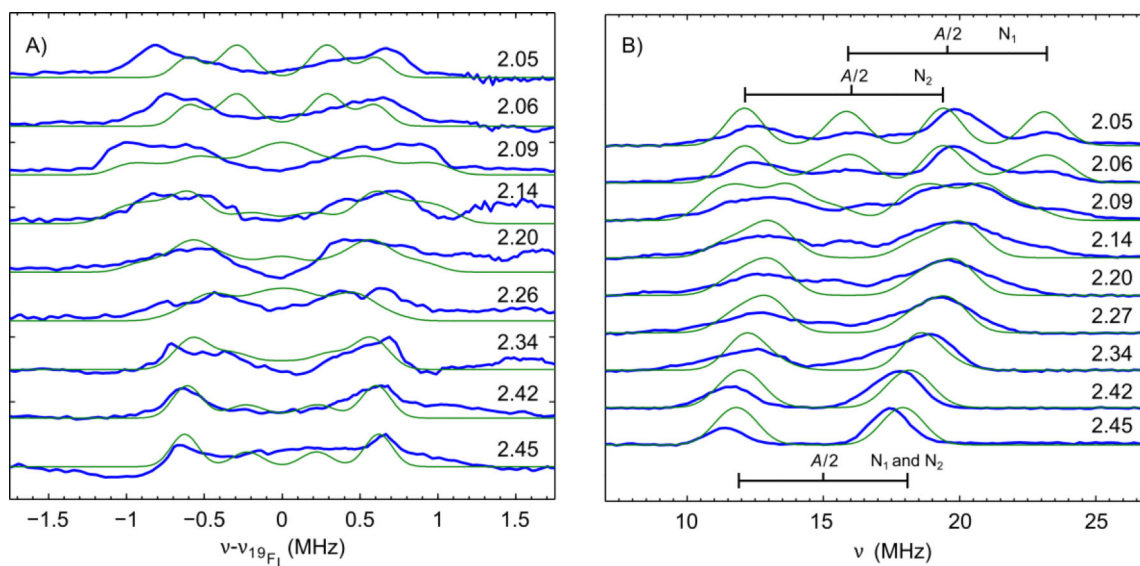 A)
2.05
2.06
2.09
2.14
2.20
2.26
2.34
2.42
2.45
−1.5 −1 −0.5 0 0.5 1 1.5
ν-ν19FI (MHz)
B)
A/2 N1
A/2 N2
2.05
2.06
2.09
2.14
2.20
2.27
2.34
2.42
2.45
A/2 N1 and N2
10 15 20 25
ν (MHz)